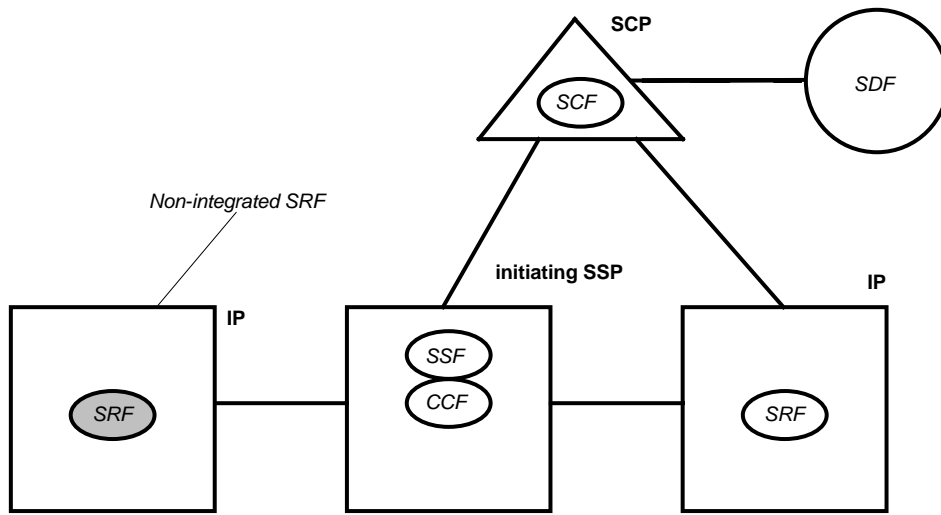 SCP
SDF
SCF
Non-integrated SRF
initiating SSP
IP
IP
SSF
CCF
SRF
SRF